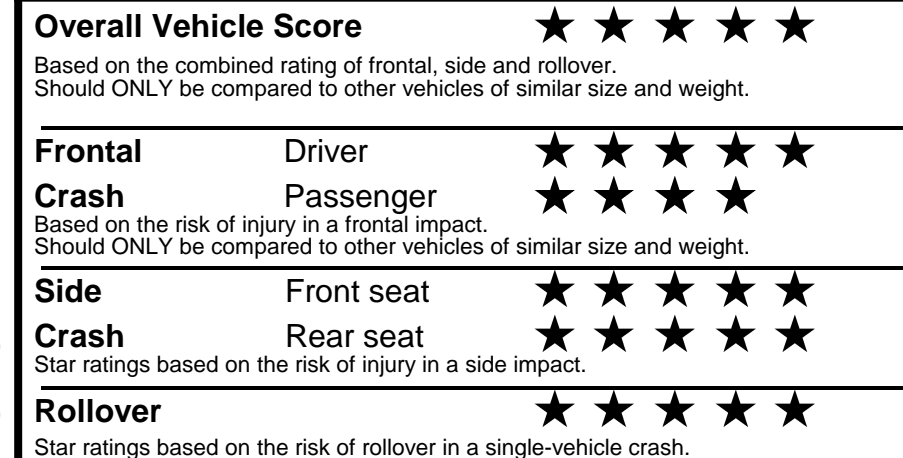 Overall Vehicle Score ★ ★ ★ ★ ★
Based on the combined rating of frontal, side and rollover.
Should ONLY be compared to other vehicles of similar size and weight.
Frontal Driver ★ ★ ★ ★ ★
Crash Passenger ★ ★ ★ ★
Based on the risk of injury in a frontal impact.
Should ONLY be compared to other vehicles of similar size and weight.
Side Front seat ★ ★ ★ ★ ★
Crash Rear seat ★ ★ ★ ★ ★
Star ratings based on the risk of injury in a side impact.
Rollover ★ ★ ★ ★ ★
Star ratings based on the risk of rollover in a single-vehicle crash.